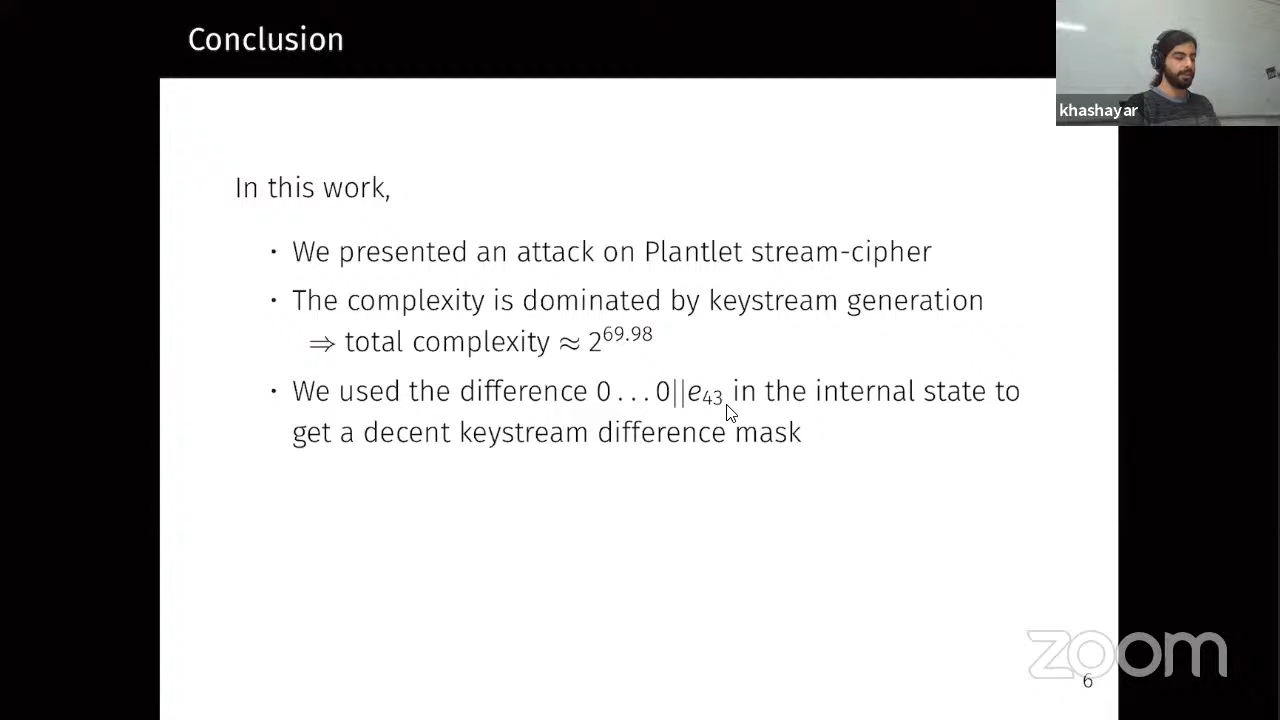 Conclusion
khashayar
In this work,
· We presented an attack on Plantlet stream-cipher
· The complexity is dominated by keystream generation
⇒ total complexity ≈ 2^69.98
· We used the difference 0...0||e_43 in the internal state to
get a decent keystream difference mask
zoom
6